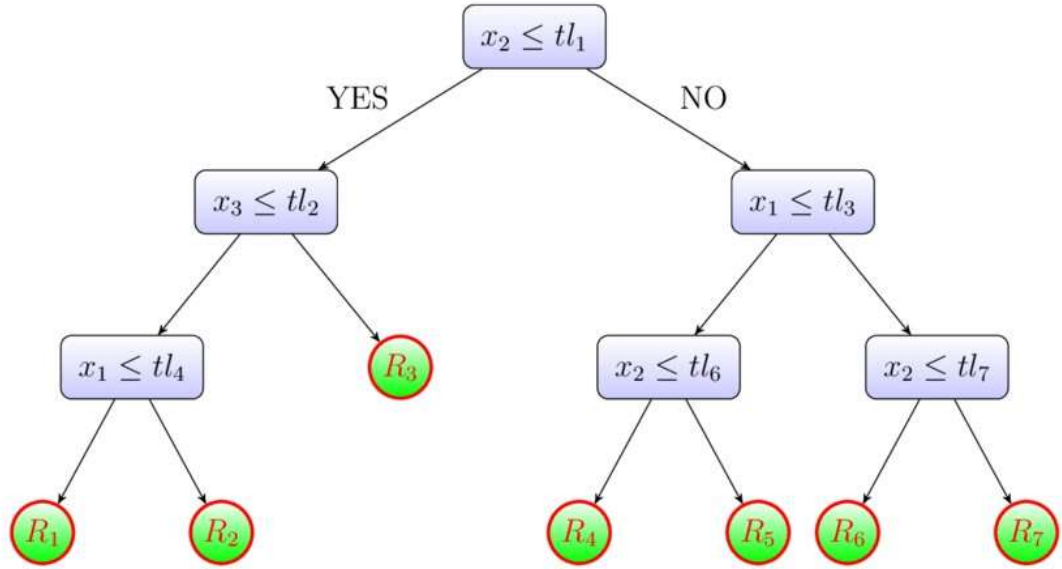 x₂ ≤ tl₁
YES NO
x₃ ≤ tl₂ x₁ ≤ tl₃
x₁ ≤ tl₄ R₃ x₂ ≤ tl₆ x₂ ≤ tl₇
R₁ R₂ R₄ R₅ R₆ R₇